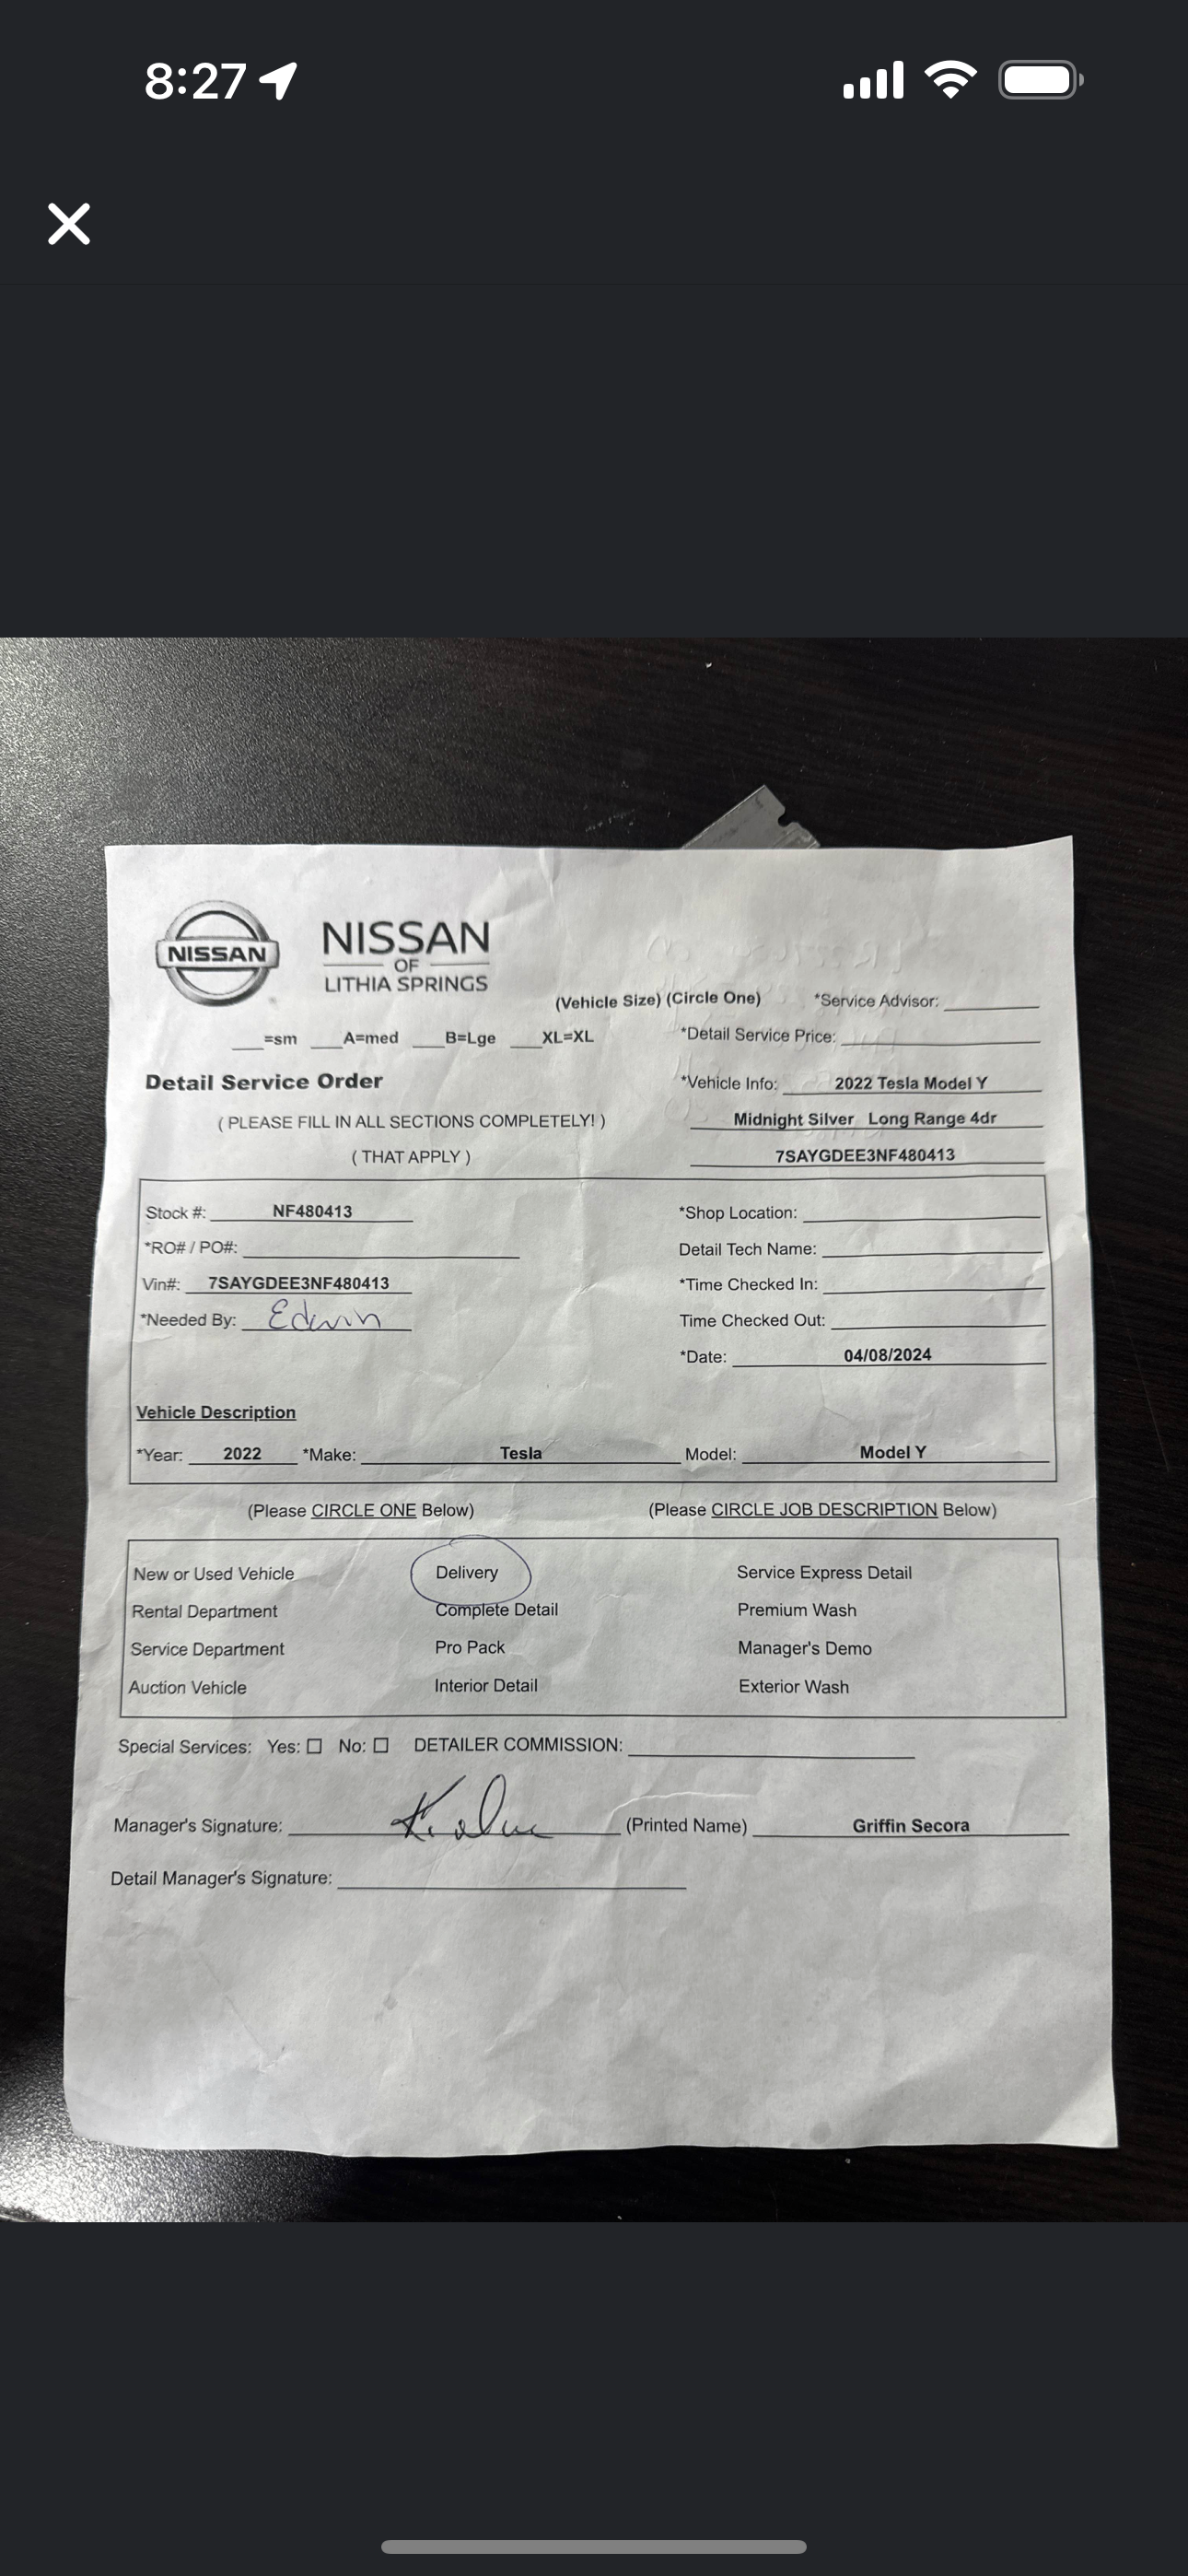 8:27
NISSAN
NISSAN
OF
LITHIA SPRINGS
(Vehicle Size) (Circle One) *Service Advisor:
=sm A=med B=Lge XL=XL *Detail Service Price:
Detail Service Order *Vehicle Info: 2022 Tesla Model Y
( PLEASE FILL IN ALL SECTIONS COMPLETELY! ) Midnight Silver Long Range 4dr
( THAT APPLY ) 7SAYGDEE3NF480413
Stock #: NF480413 *Shop Location:
*RO# / PO#: Detail Tech Name:
Vin#: 7SAYGDEE3NF480413 *Time Checked In:
*Needed By: Edwin Time Checked Out:
*Date: 04/08/2024
Vehicle Description
*Year: 2022 *Make: Tesla Model: Model Y
(Please CIRCLE ONE Below) (Please CIRCLE JOB DESCRIPTION Below)
New or Used Vehicle Delivery Service Express Detail
Rental Department Complete Detail Premium Wash
Service Department Pro Pack Manager's Demo
Auction Vehicle Interior Detail Exterior Wash
Special Services: Yes: ☐ No: ☐ DETAILER COMMISSION:
Manager's Signature: (Printed Name) Griffin Secora
Detail Manager's Signature: